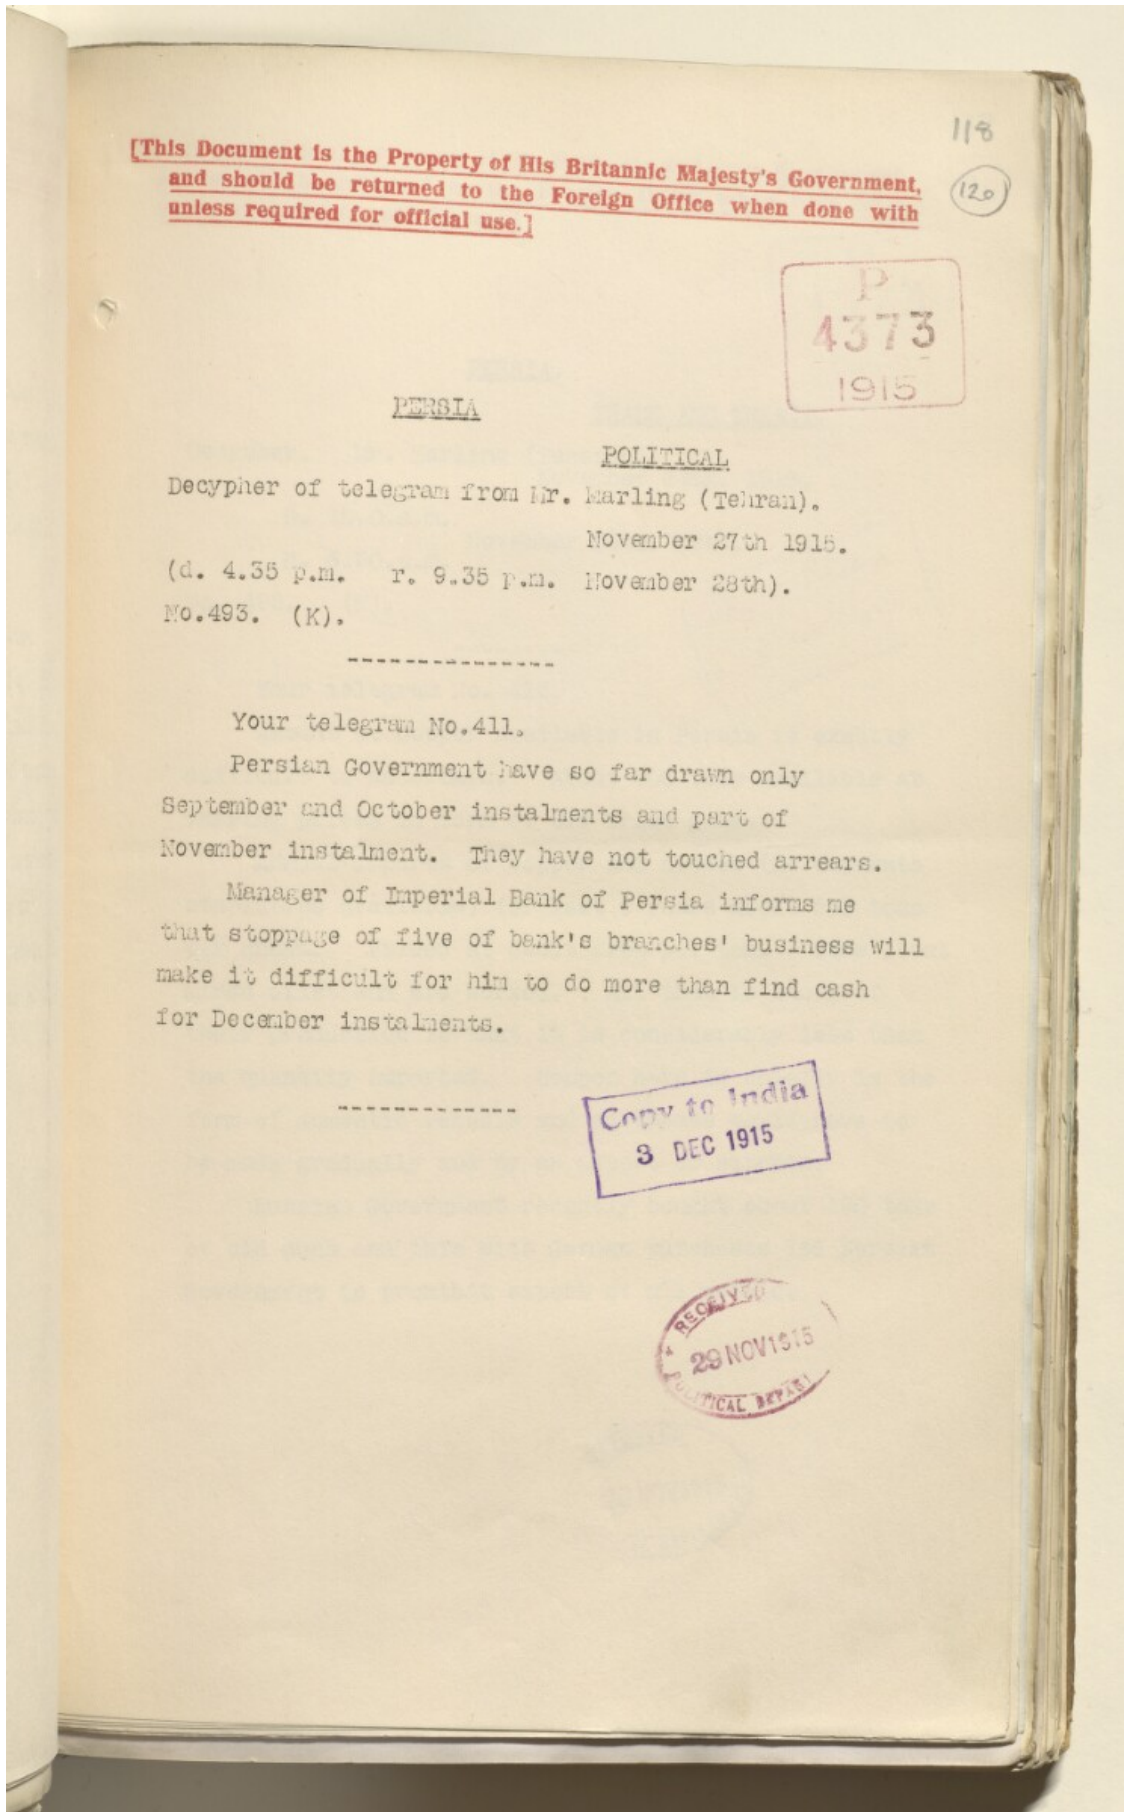 118
120
[This Document is the Property of His Britannic Majesty's Government,
and should be returned to the Foreign Office when done with
unless required for official use.]
P
4373
1915
PERSIA
POLITICAL
Decypher of telegram from Mr. Marling (Tehran).
November 27th 1915.
(d. 4.35 p.m. r. 9.35 p.m. November 28th).
No.493. (K).
----------------
Your telegram No.411.
Persian Government have so far drawn only
September and October instalments and part of
November instalment. They have not touched arrears.
Manager of Imperial Bank of Persia informs me
that stoppage of five of bank's branches' business will
make it difficult for him to do more than find cash
for December instalments.
-------------
Copy to India
3 DEC 1915
RECEIVED
29 NOV 1915
POLITICAL DEPART